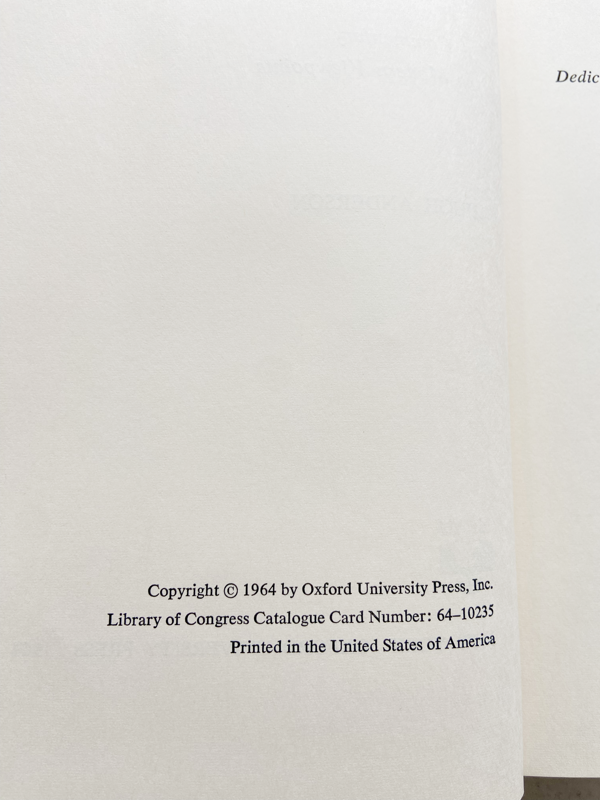 Copyright © 1964 by Oxford University Press, Inc.
Library of Congress Catalogue Card Number: 64–10235
Printed in the United States of America
Dedic